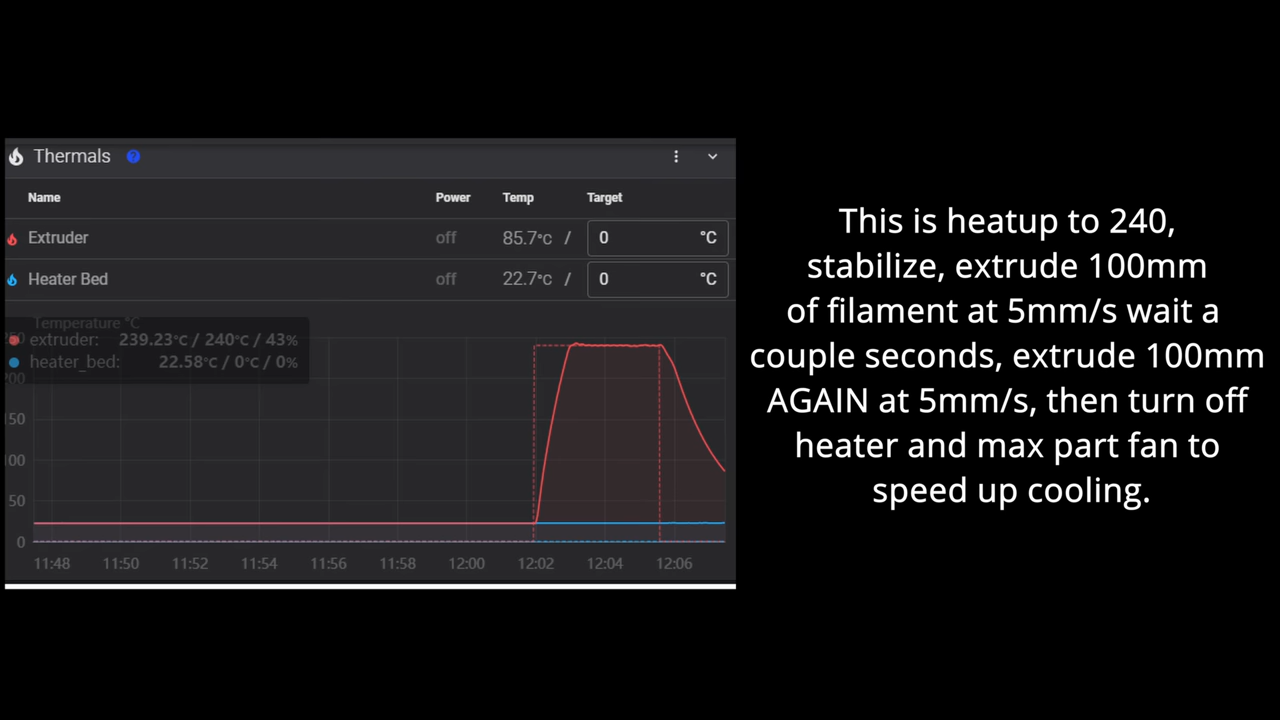 Thermals ?
Name Power Temp Target
Extruder off 85.7°C / 0 °C
Heater Bed off 22.7°C / 0 °C
Temperature °C
extruder: 239.23°C / 240°C / 43%
heater_bed: 22.58°C / 0°C / 0%
250
200
150
100
50
0
11:48 11:50 11:52 11:54 11:56 11:58 12:00 12:02 12:04 12:06
This is heatup to 240,
stabilize, extrude 100mm
of filament at 5mm/s wait a
couple seconds, extrude 100mm
AGAIN at 5mm/s, then turn off
heater and max part fan to
speed up cooling.